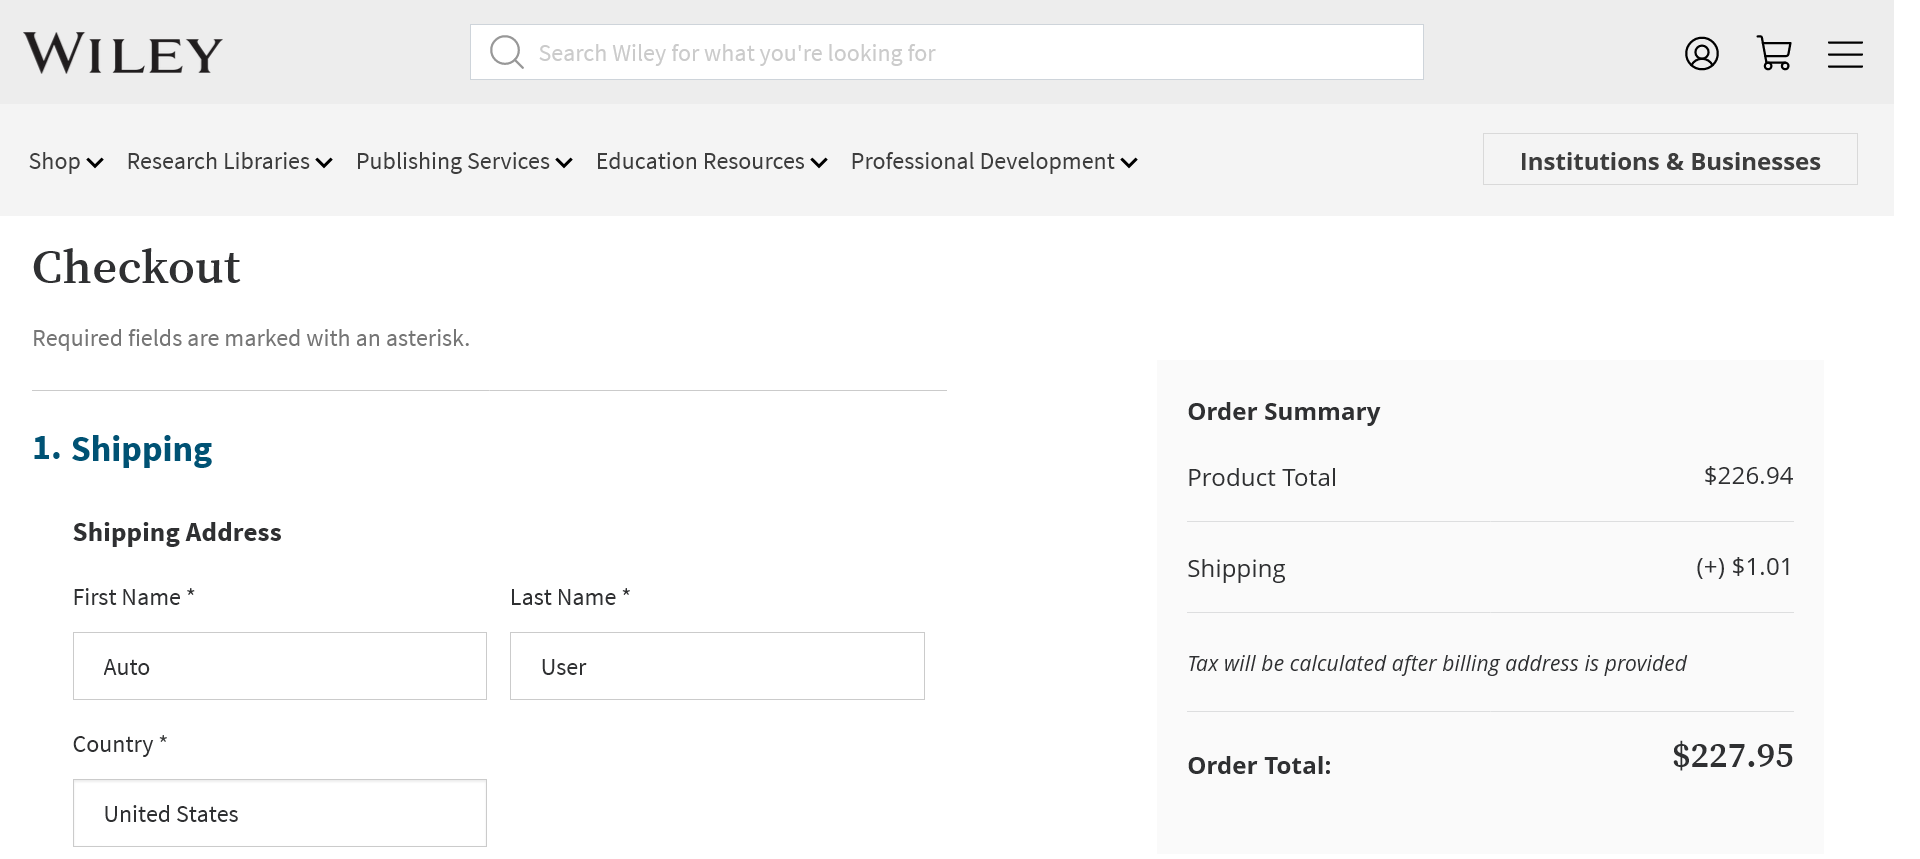 WILEY
Search Wiley for what you're looking for
Shop Research Libraries Publishing Services Education Resources Professional Development
Institutions & Businesses
Checkout
Required fields are marked with an asterisk.
1. Shipping
Shipping Address
First Name *
Last Name *
Auto
User
Country *
United States
Order Summary
Product Total $226.94
Shipping (+) $1.01
Tax will be calculated after billing address is provided
Order Total: $227.95